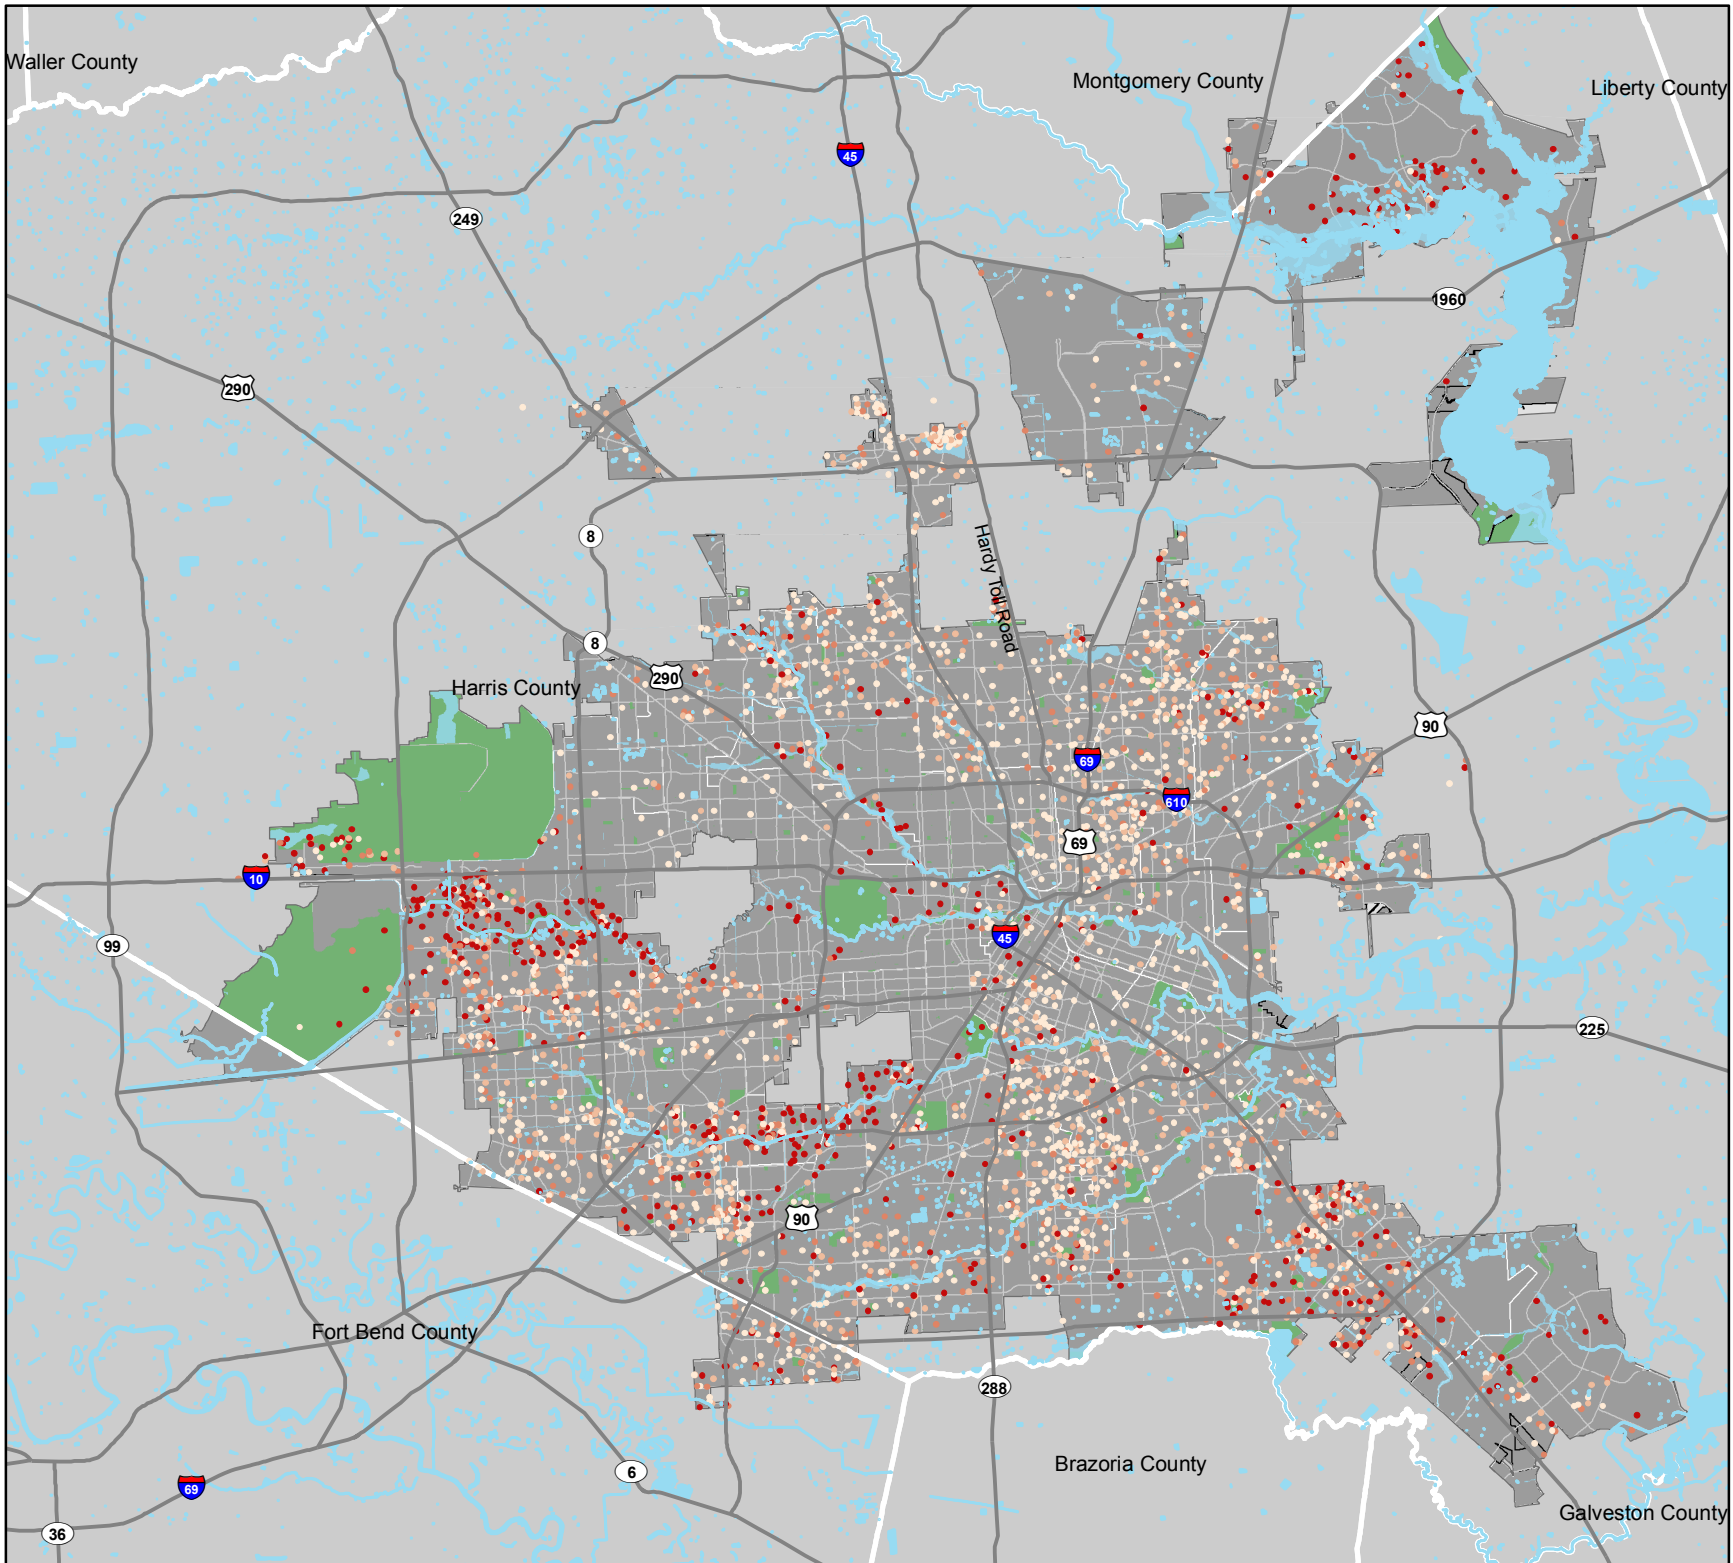 Waller County
Montgomery County
Liberty County
45
249
1960
290
8
Hardy Toll Road
8
290
Harris County
90
69
610
69
10
45
99
225
90
Fort Bend County
288
Brazoria County
6
69
Galveston County
36